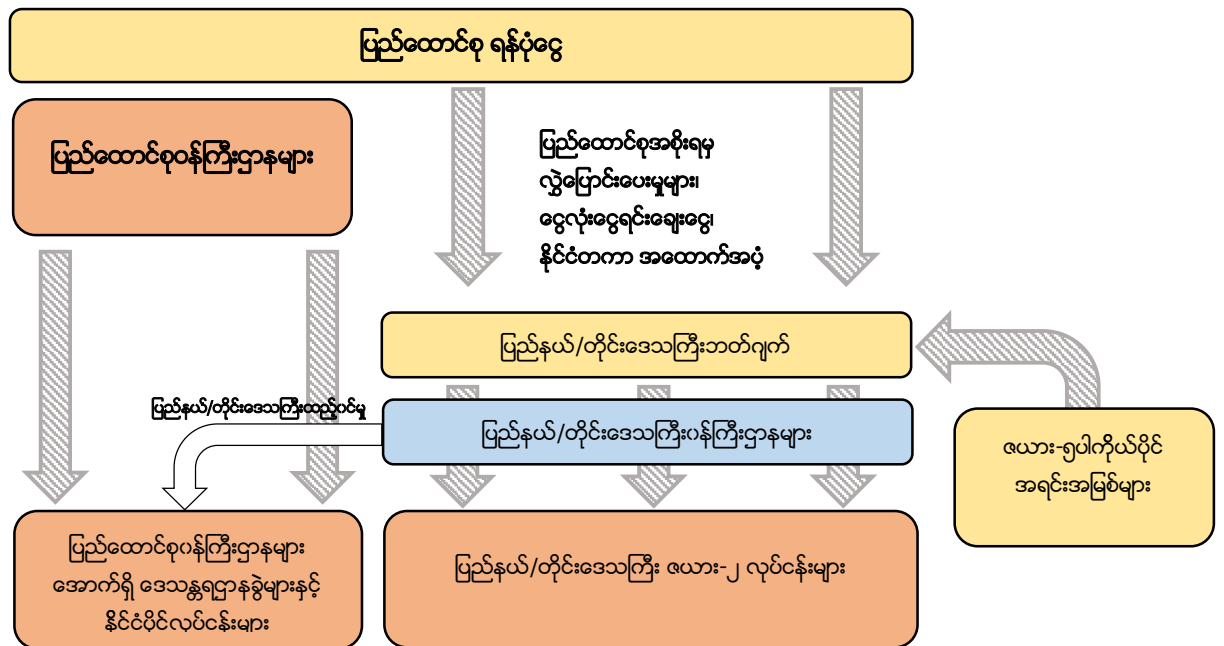 ပြည်ထောင်စု ရန်ပုံငွေ
ပြည်ထောင်စုဝန်ကြီးဌာနများ
ပြည်ထောင်စုအစိုးရမှ
လွှဲပြောင်းပေးမှုများ၊
ငွေလုံးငွေရင်းချေးငွေ၊
နိုင်ငံတကာ အထောက်အပံ့
ပြည်နယ်/တိုင်းဒေသကြီးဘတ်ဂျက်
ပြည်နယ်/တိုင်းဒေသကြီးထည့်ဝင်မှု
ပြည်နယ်/တိုင်းဒေသကြီးဝန်ကြီးဌာနများ
ဇယား-၅ပါကိုယ်ပိုင်
အရင်းအမြစ်များ
ပြည်ထောင်စုဝန်ကြီးဌာနများ
အောက်ရှိ ဒေသန္တရဌာနခွဲများနှင့်
နိုင်ငံပိုင်လုပ်ငန်းများ
ပြည်နယ်/တိုင်းဒေသကြီး ဇယား-၂ လုပ်ငန်းများ